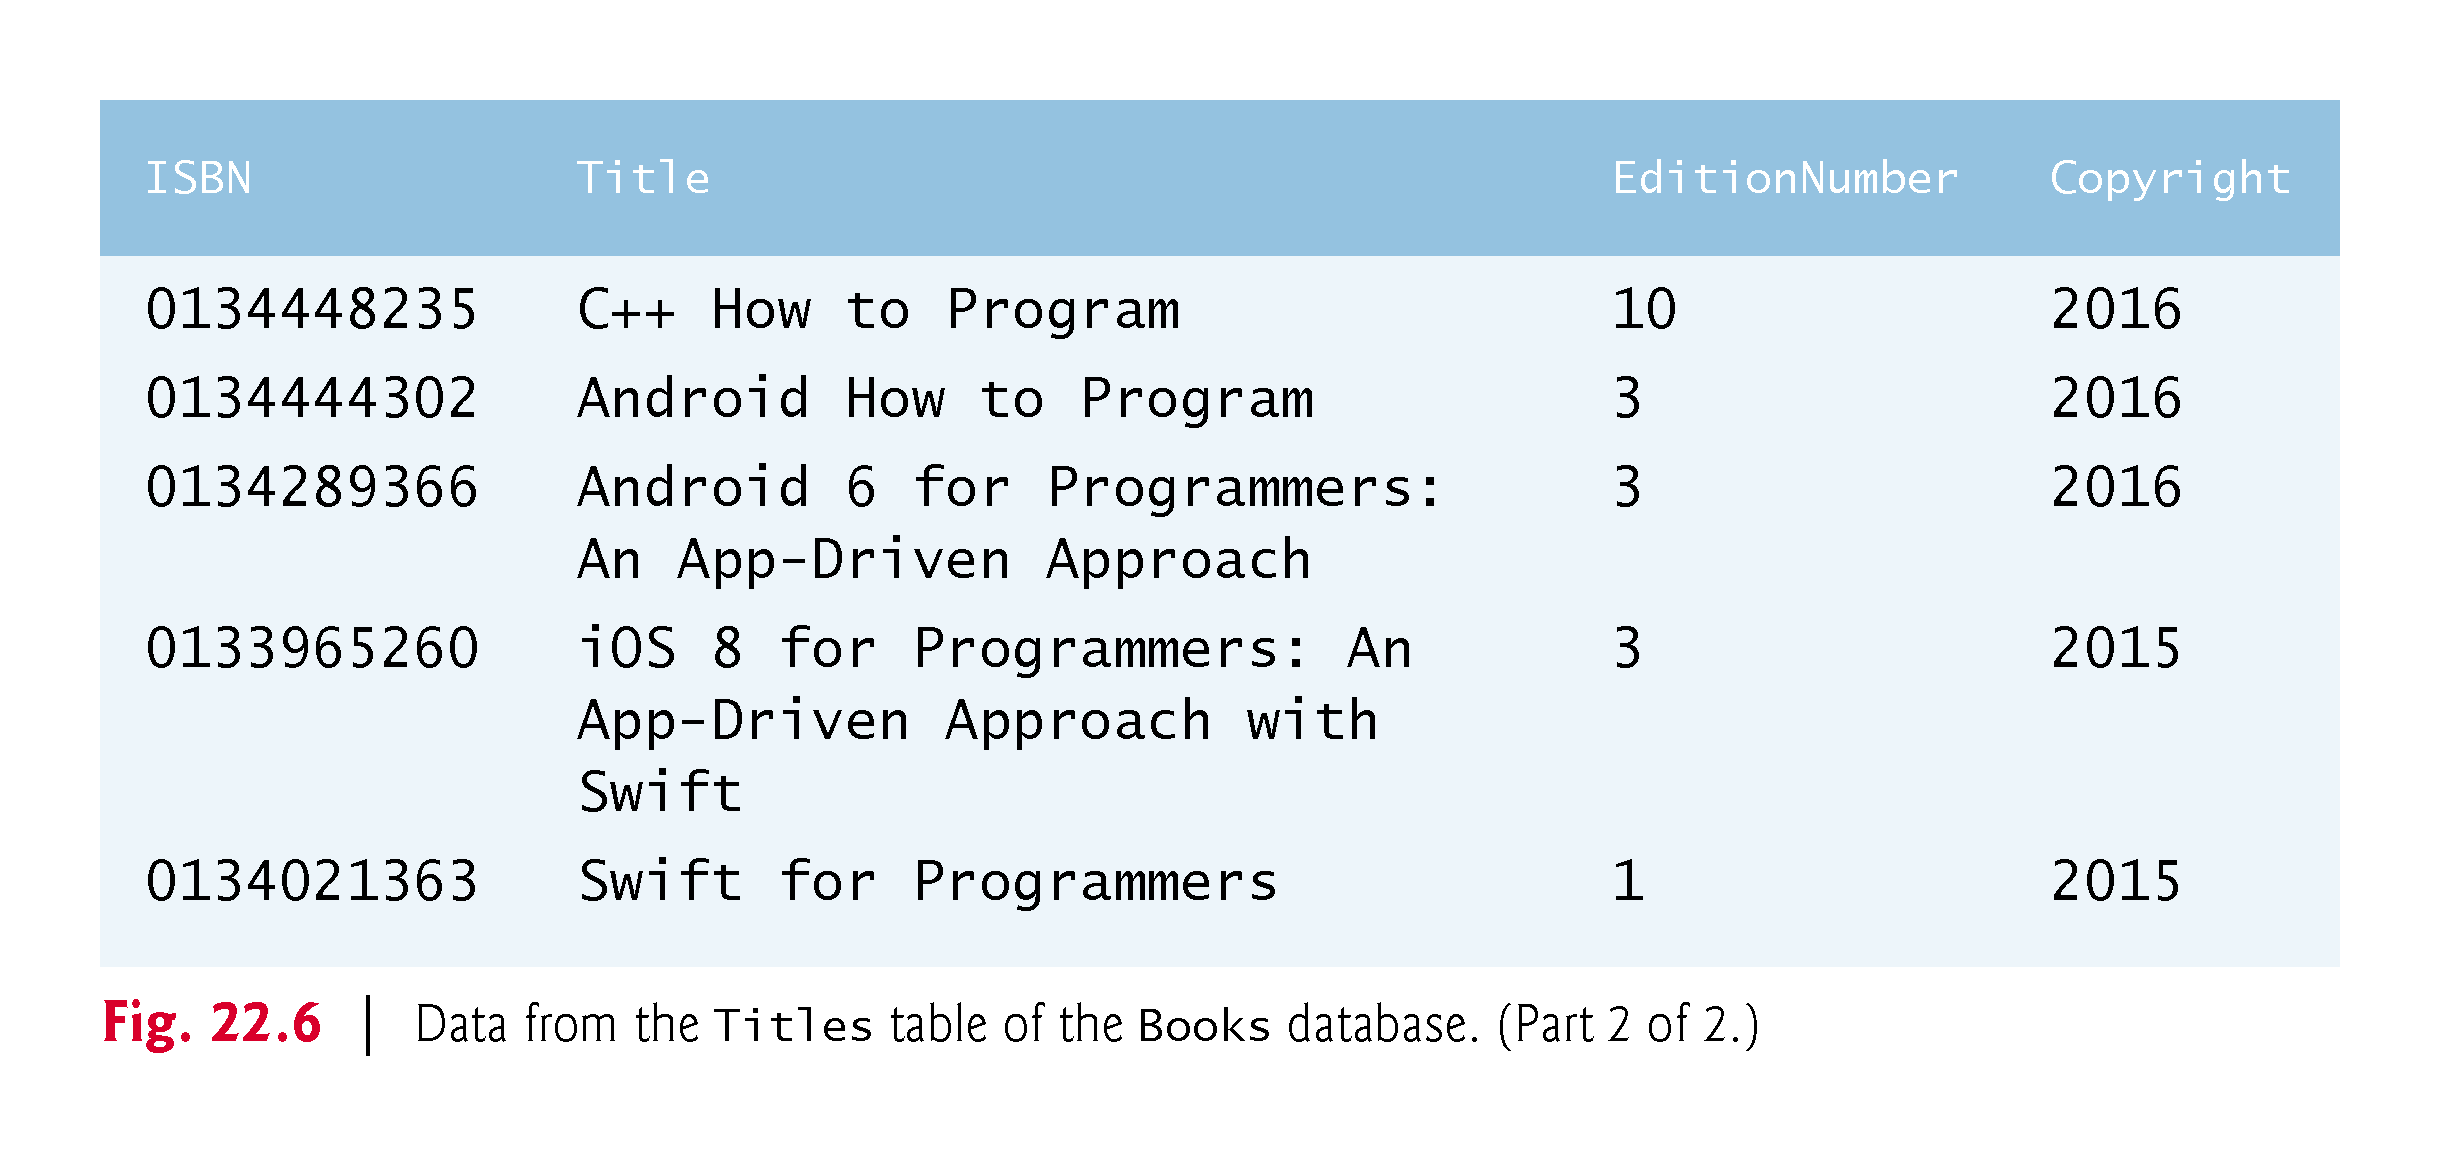 ISBN Title EditionNumber Copyright
0134448235 C++ How to Program 10 2016
0134444302 Android How to Program 3 2016
0134289366 Android 6 for Programmers: 3 2016
An App-Driven Approach
0133965260 iOS 8 for Programmers: An 3 2015
App-Driven Approach with
Swift
0134021363 Swift for Programmers 1 2015
Fig. 22.6 | Data from the Titles table of the Books database. (Part 2 of 2.)